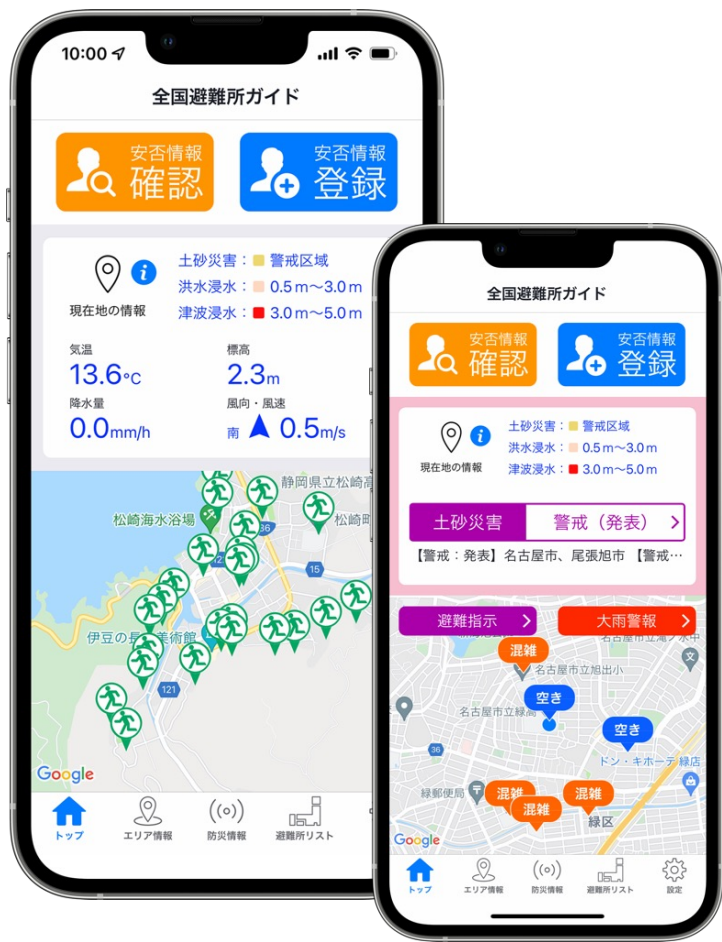 10:00
全国避難所ガイド
安否情報
確認
安否情報
登録
i
現在地の情報
土砂災害：警戒区域
洪水浸水：0.5m〜3.0m
津波浸水：3.0m〜5.0m
気温
13.6℃
標高
2.3m
降水量
0.0mm/h
風向・風速
南 0.5m/s
静岡県立松崎高
松崎海水浴場
松崎町
36
15
伊豆の長 美術館
121
Google
トップ
エリア情報
防災情報
避難所リスト
全国避難所ガイド
安否情報
確認
安否情報
登録
i
現在地の情報
土砂災害：警戒区域
洪水浸水：0.5m〜3.0m
津波浸水：3.0m〜5.0m
土砂災害
警戒（発表）
【警戒：発表】名古屋市、尾張旭市 【警戒…
避難指示
大雨警報
混雑
名古屋市立旭出小
空き
名古屋市立緑高
空き
36
ドン・キホーテ 緑店
緑郵便局
混雑
混雑
混雑
緑区
文
Google
トップ
エリア情報
防災情報
避難所リスト
設定